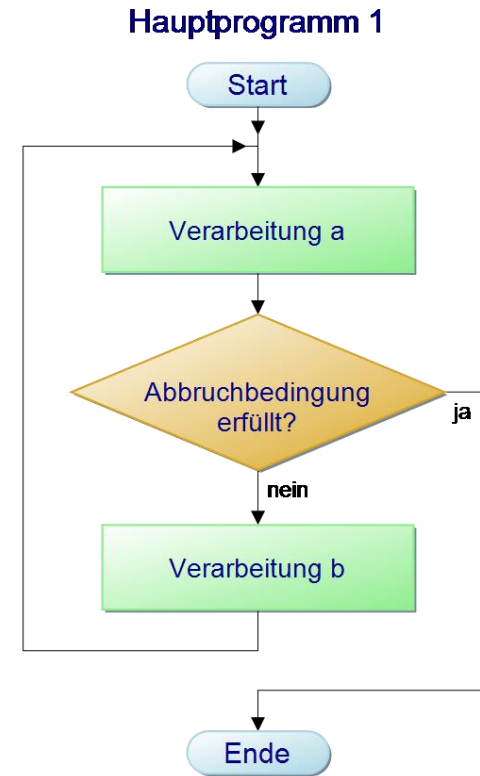 Hauptprogramm 1
Start
Verarbeitung a
Abbruchbedingung
erfüllt?
ja
nein
Verarbeitung b
Ende